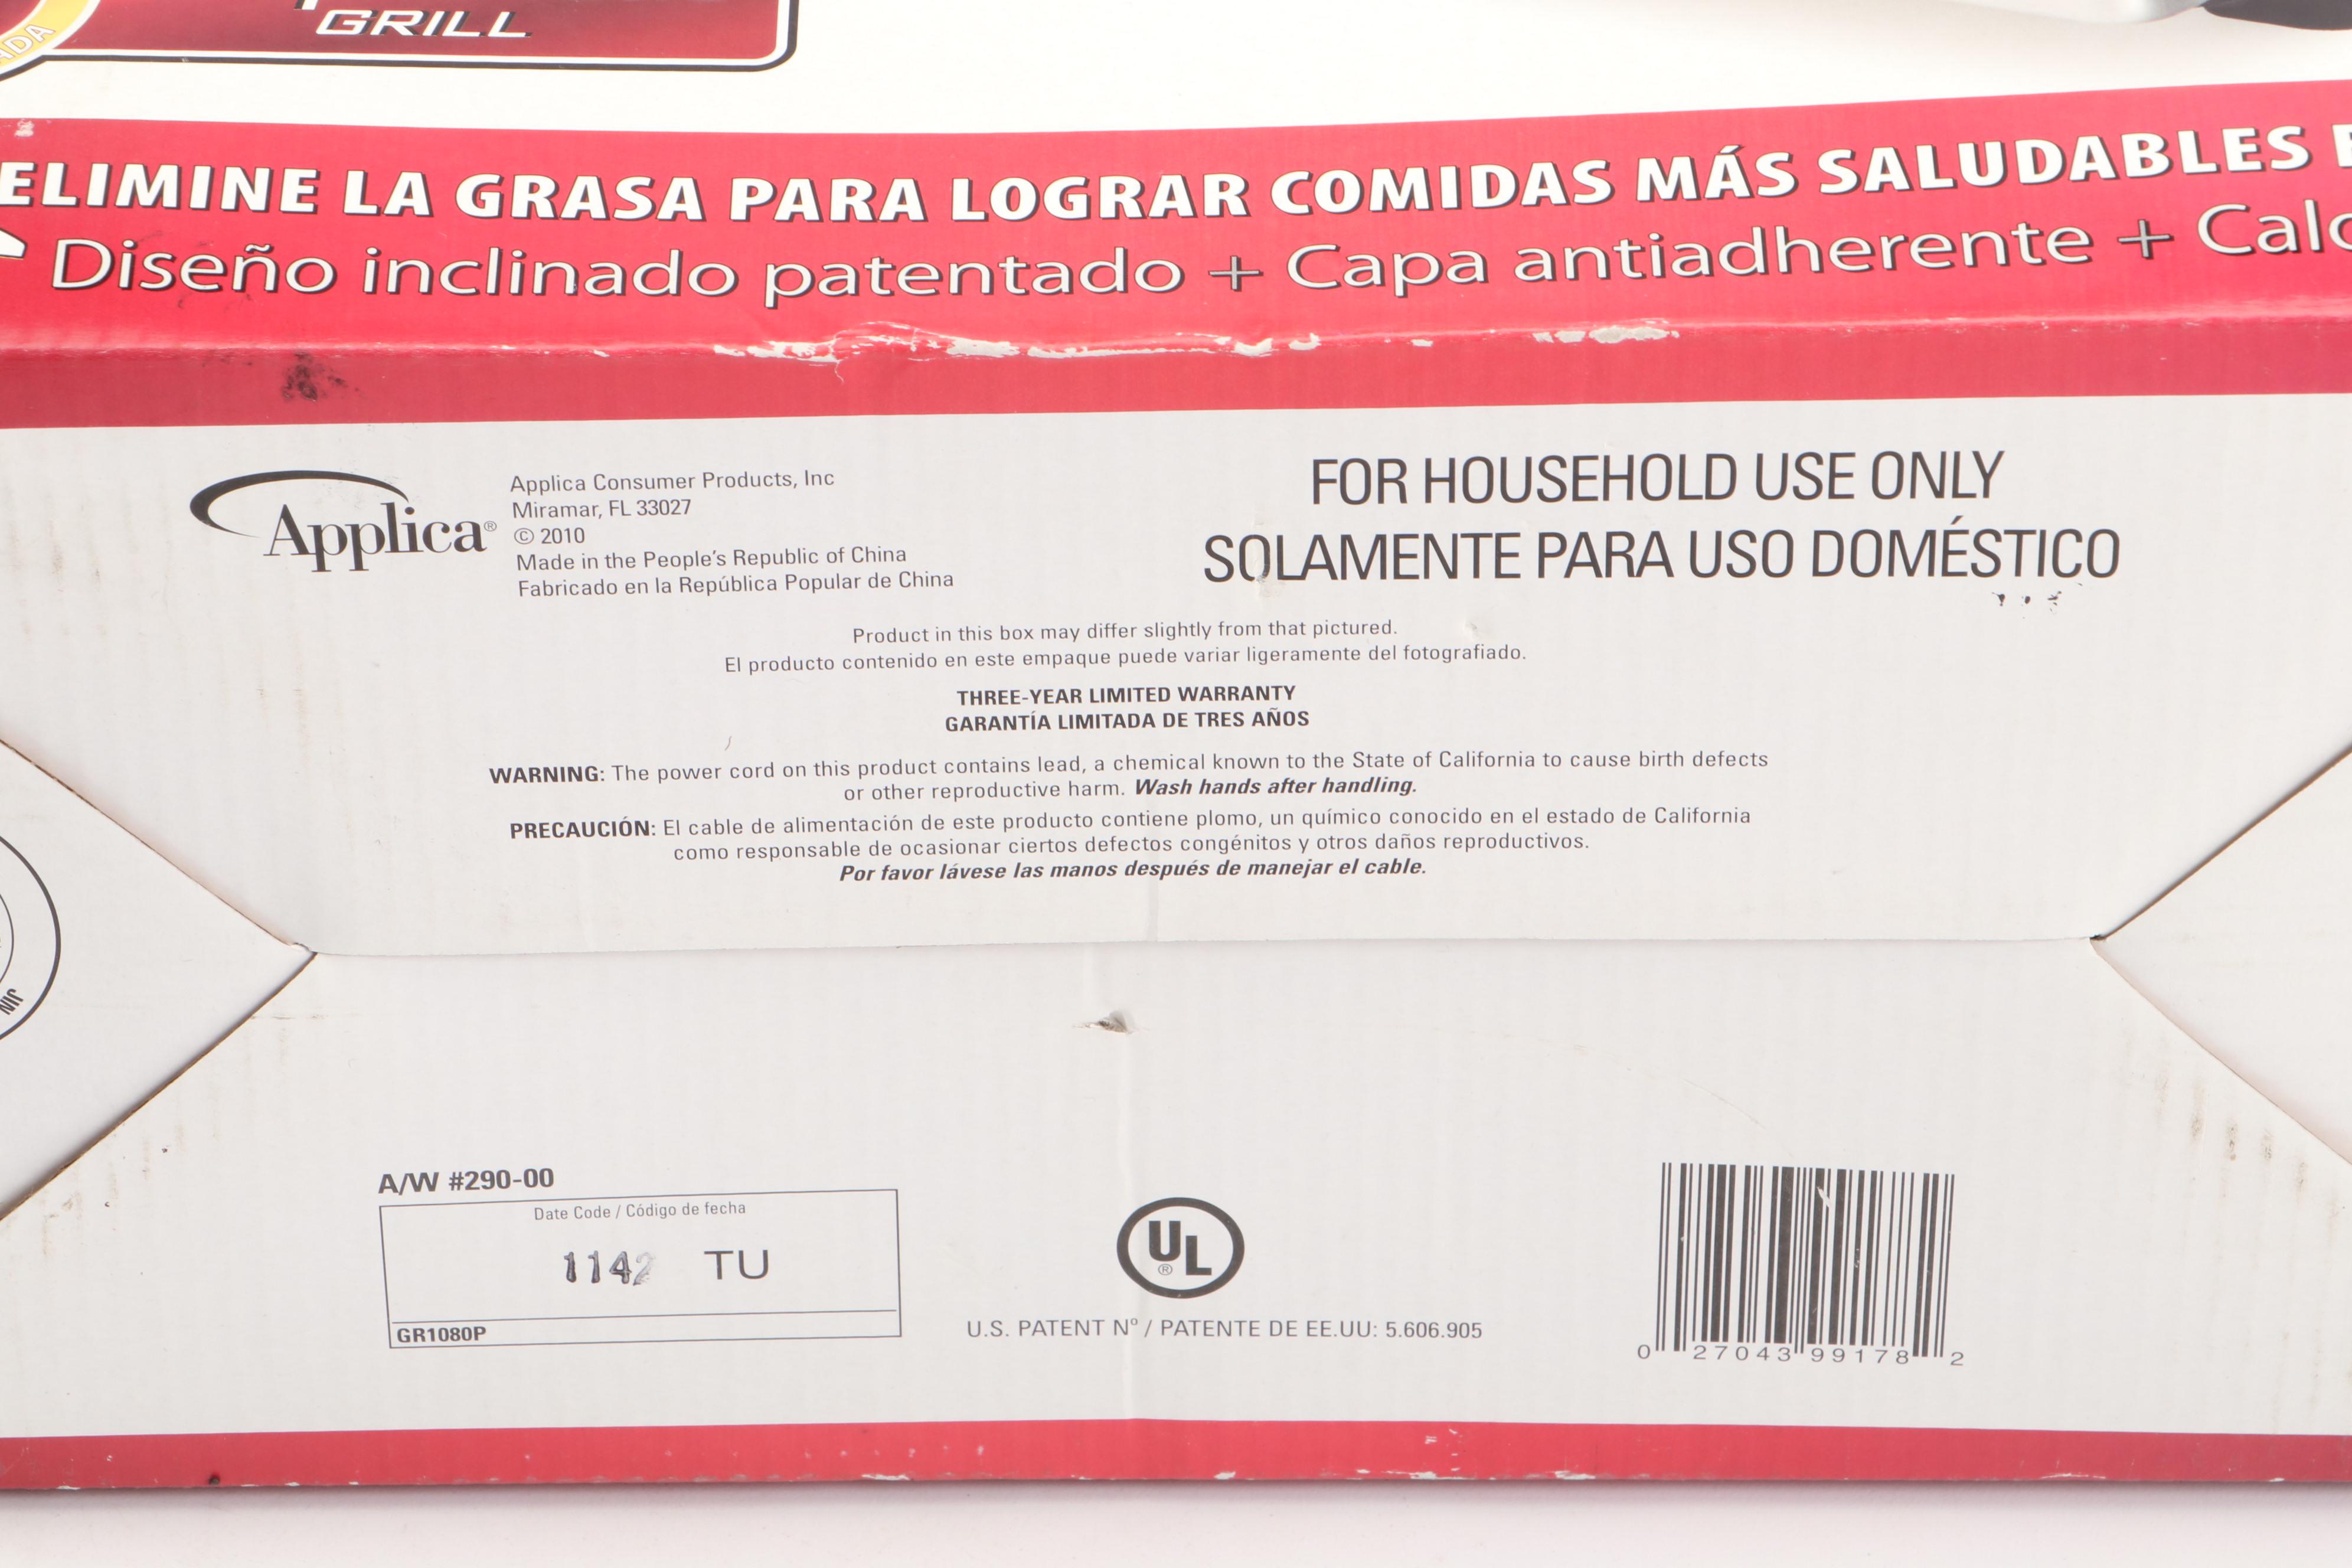 GRILL
ADA
ELIMINE LA GRASA PARA LOGRAR COMIDAS MÁS SALUDABLES
Diseño inclinado patentado + Capa antiadherente +
Applica®
Applica Consumer Products, Inc
Miramar, FL 33027
© 2010
Made in the People's Republic of China
Fabricado en la República Popular de China
FOR HOUSEHOLD USE ONLY
SOLAMENTE PARA USO DOMÉSTICO
Product in this box may differ slightly from that pictured.
El producto contenido en este empaque puede variar ligeramente del fotografiado.
THREE-YEAR LIMITED WARRANTY
GARANTÍA LIMITADA DE TRES AÑOS
WARNING: The power cord on this product contains lead, a chemical known to the State of California to cause birth defects
or other reproductive harm. Wash hands after handling.
PRECAUCIÓN: El cable de alimentación de este producto contiene plomo, un químico conocido en el estado de California
como responsable de ocasionar ciertos defectos congénitos y otros daños reproductivos.
Por favor lávese las manos después de manejar el cable.
A/W #290-00
Date Code / Código de fecha
1142 TU
GR1080P
UL®
U.S. PATENT Nº / PATENTE DE EE.UU: 5.606.905
0 27043 99178 2